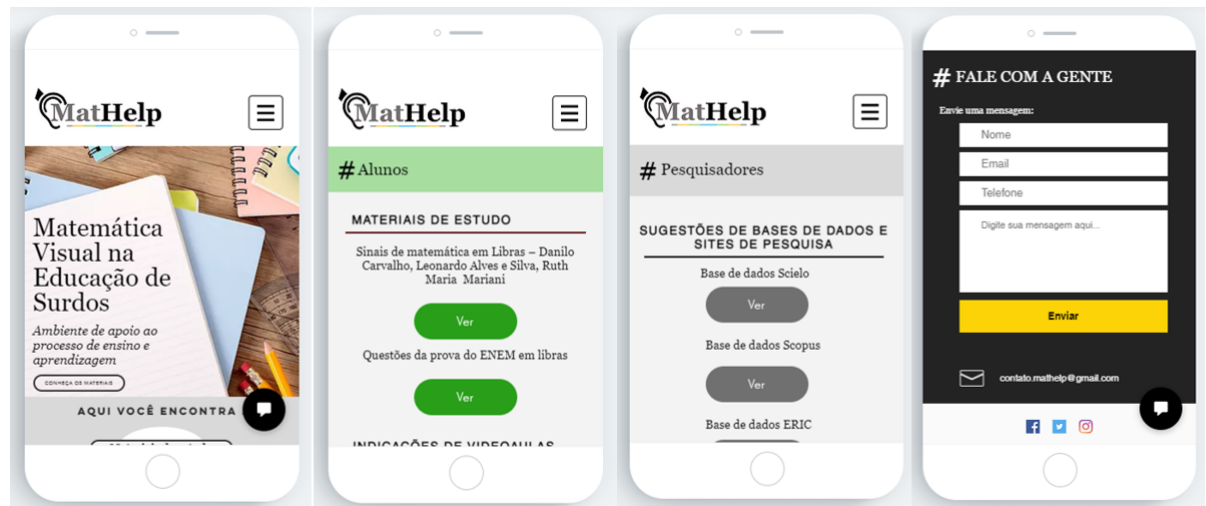 MatHelp
Matemática
Visual na
Educação de
Surdos
Ambiente de apoio ao
processo de ensino e
aprendizagem
CONHEÇA OS MATERIAIS
AQUI VOCÊ ENCONTRA
MatHelp
# Alunos
MATERIAIS DE ESTUDO
Sinais de matemática em Libras – Danilo
Carvalho, Leonardo Alves e Silva, Ruth
Maria Mariani
Ver
Questões da prova do ENEM em libras
Ver
INDICAÇÕES DE VIDEOAULAS
MatHelp
# Pesquisadores
SUGESTÕES DE BASES DE DADOS E
SITES DE PESQUISA
Base de dados Scielo
Ver
Base de dados Scopus
Ver
Base de dados ERIC
# FALE COM A GENTE
Envie uma mensagem:
Nome
Email
Telefone
Digite sua mensagem aqui...
Enviar
contato.mathelp@gmail.com